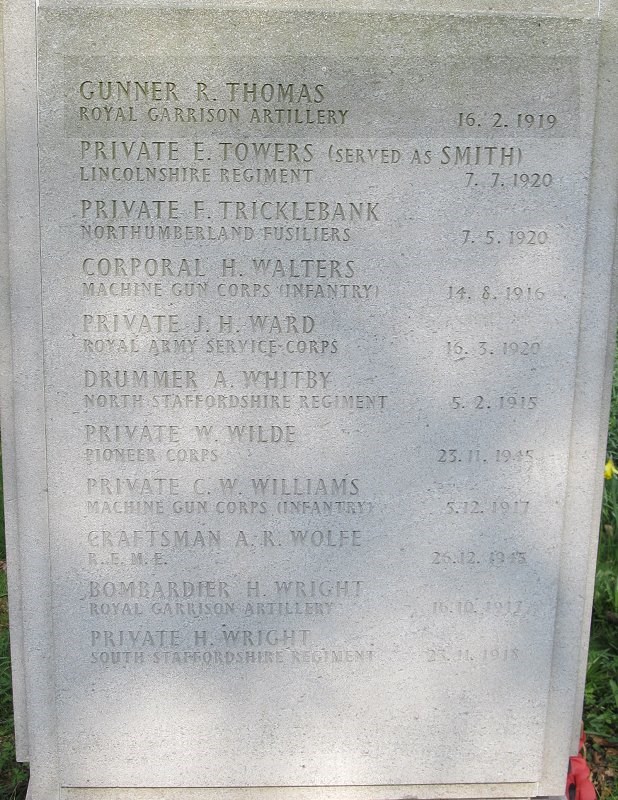 GUNNER R. THOMAS
ROYAL GARRISON ARTILLERY 16. 2. 1919
PRIVATE E. TOWERS (SERVED AS SMITH)
LINCOLNSHIRE REGIMENT 7. 7. 1920
PRIVATE F. TRICKLEBANK
NORTHUMBERLAND FUSILIERS 7. 5. 1920
CORPORAL H. WALTERS
MACHINE GUN CORPS (INFANTRY) 14. 8. 1916
PRIVATE J. H. WARD
ROYAL ARMY SERVICE CORPS 16. 3. 1920
DRUMMER A. WHITBY
NORTH STAFFORDSHIRE REGIMENT 5. 2. 1915
PRIVATE W. WILDE
PIONEER CORPS 23. 11. 1945
PRIVATE C. W. WILLIAMS
MACHINE GUN CORPS (INFANTRY) 5. 12. 1917
CRAFTSMAN A. R. WOLFE
R. E. M. E. 26. 12. 1943
BOMBARDIER H. WRIGHT
ROYAL GARRISON ARTILLERY 16. 10. 1917
PRIVATE H. WRIGHT
SOUTH STAFFORDSHIRE REGIMENT 23. 11. 1918